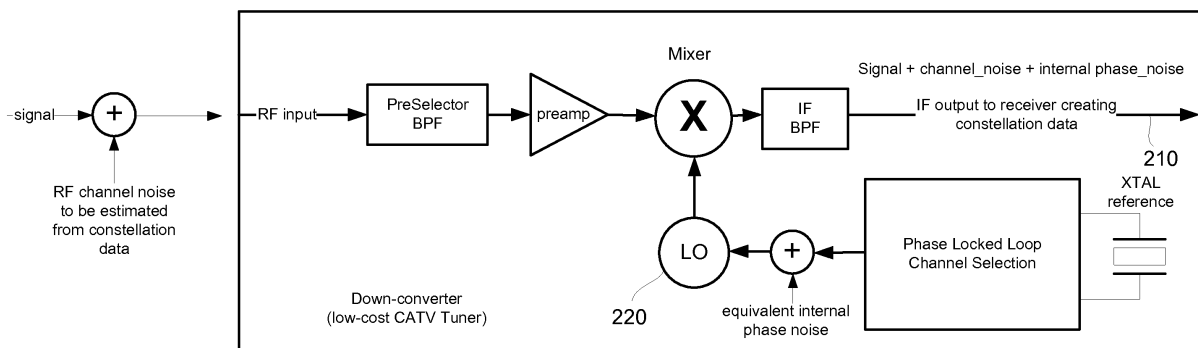 signal
+
RF channel noise
to be estimated
from constellation
data
RF input
PreSelector
BPF
preamp
Mixer
X
IF
BPF
Signal + channel_noise + internal phase_noise
IF output to receiver creating
constellation data
210
XTAL
reference
Phase Locked Loop
Channel Selection
+
equivalent internal
phase noise
LO
220
Down-converter
(low-cost CATV Tuner)